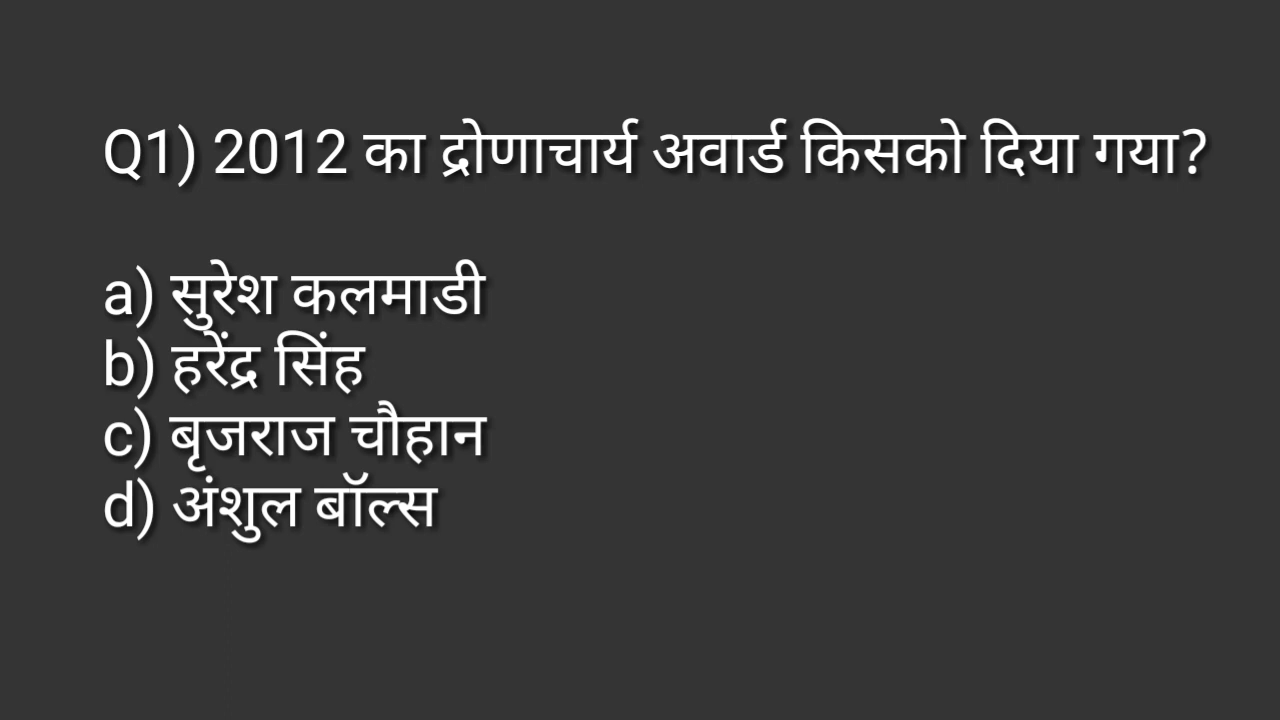 Q1) 2012 का द्रोणाचार्य अवार्ड किसको दिया गया?
a) सुरेश कलमाडी
b) हरेंद्र सिंह
c) बृजराज चौहान
d) अंशुल बॉल्स